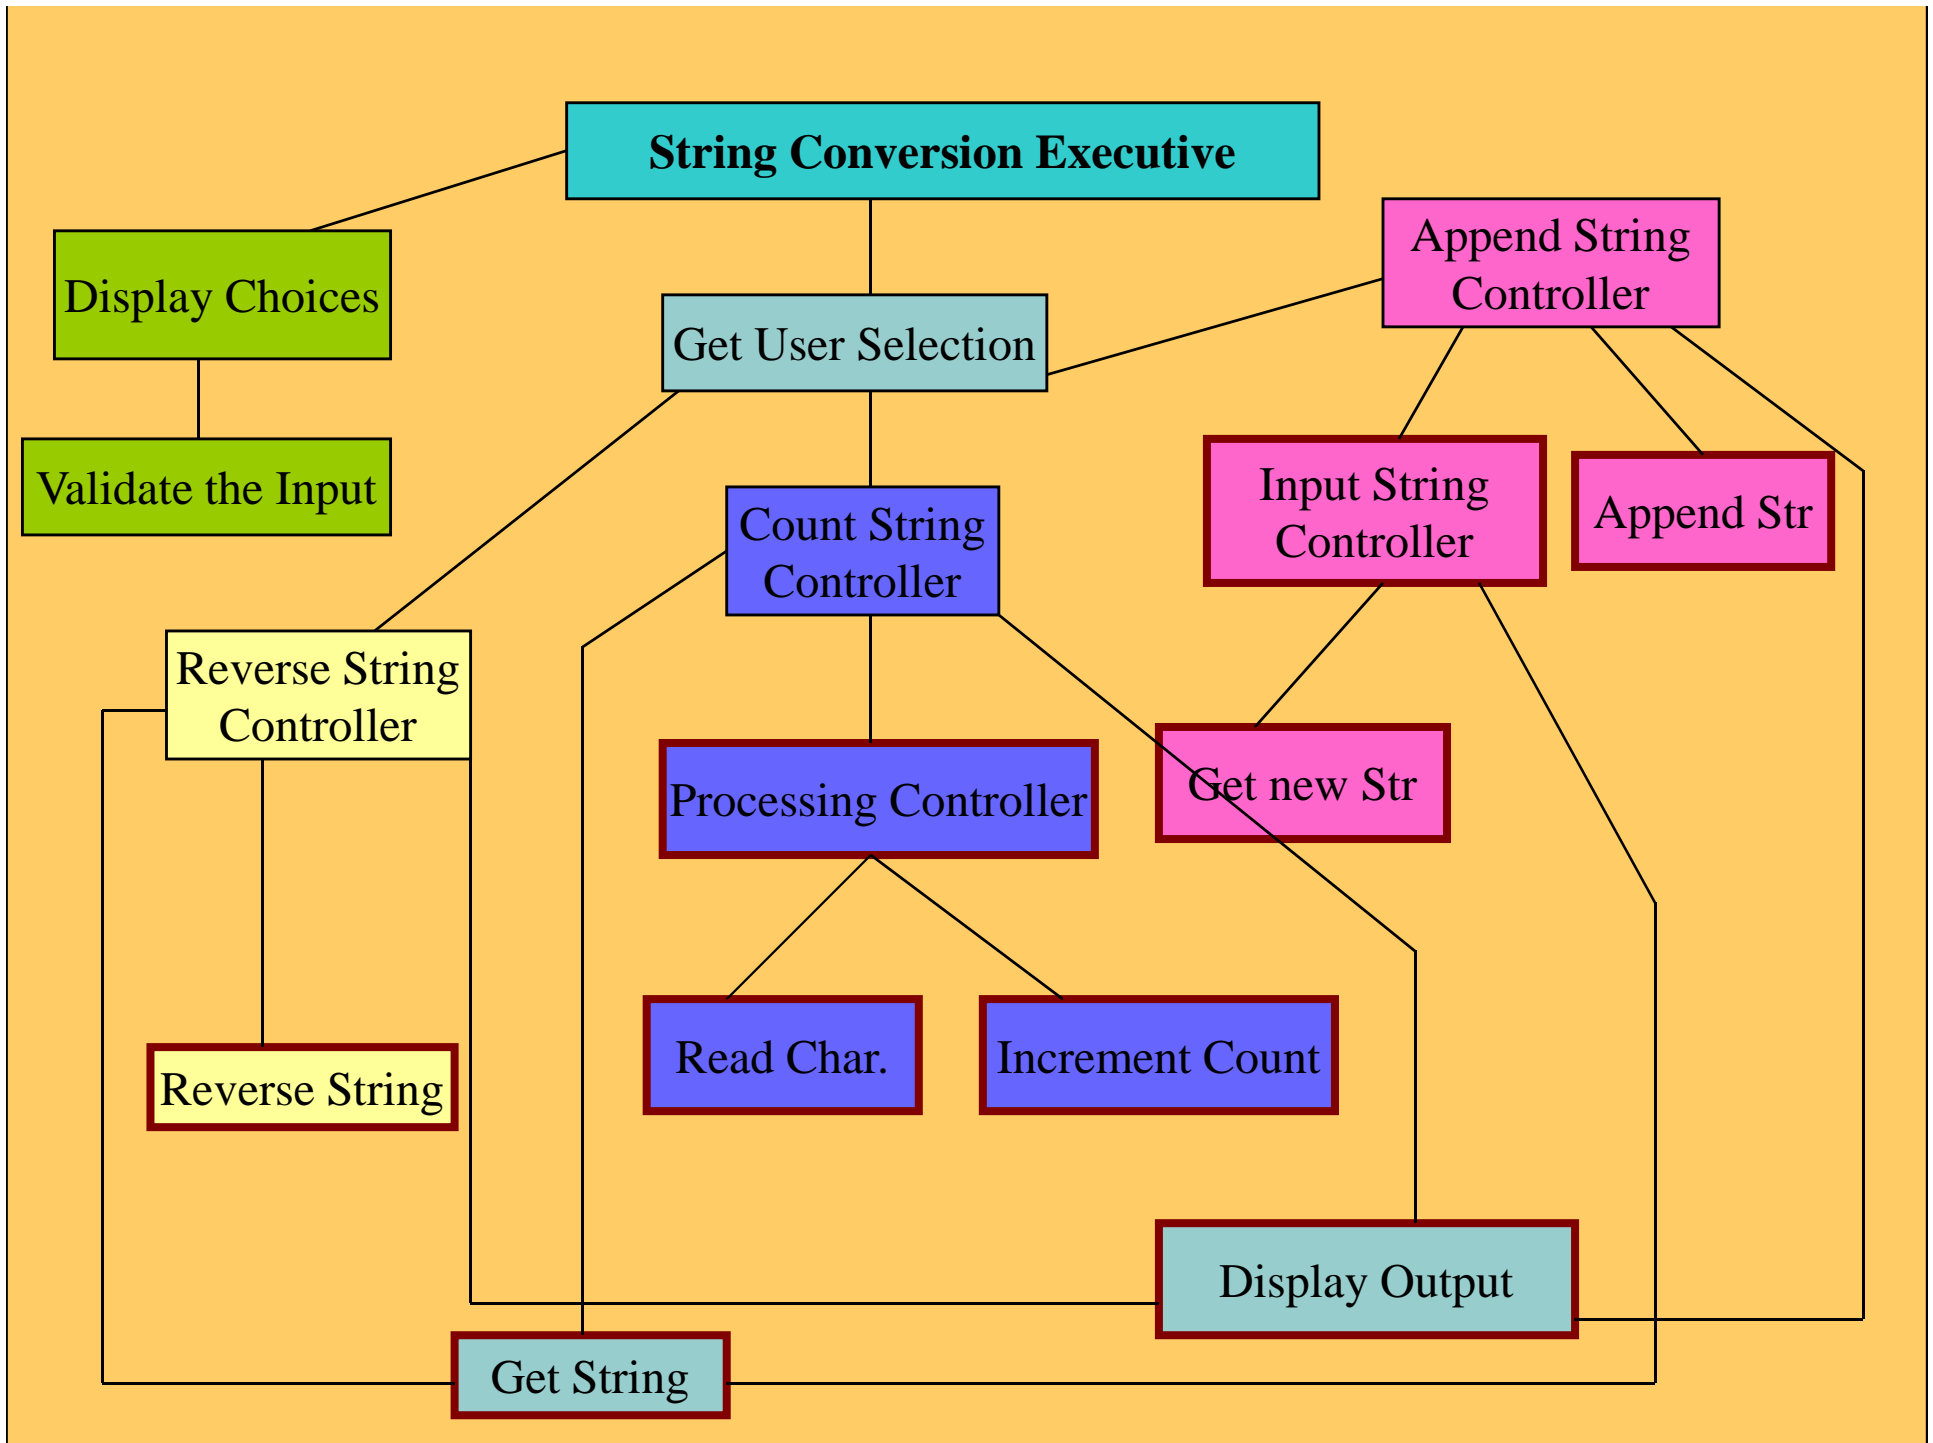 String Conversion Executive
Append String
Controller
Display Choices
Get User Selection
Validate the Input
Count String
Controller
Input String
Controller
Append Str
Reverse String
Controller
Processing Controller
Get new Str
Read Char.
Increment Count
Reverse String
Display Output
Get String